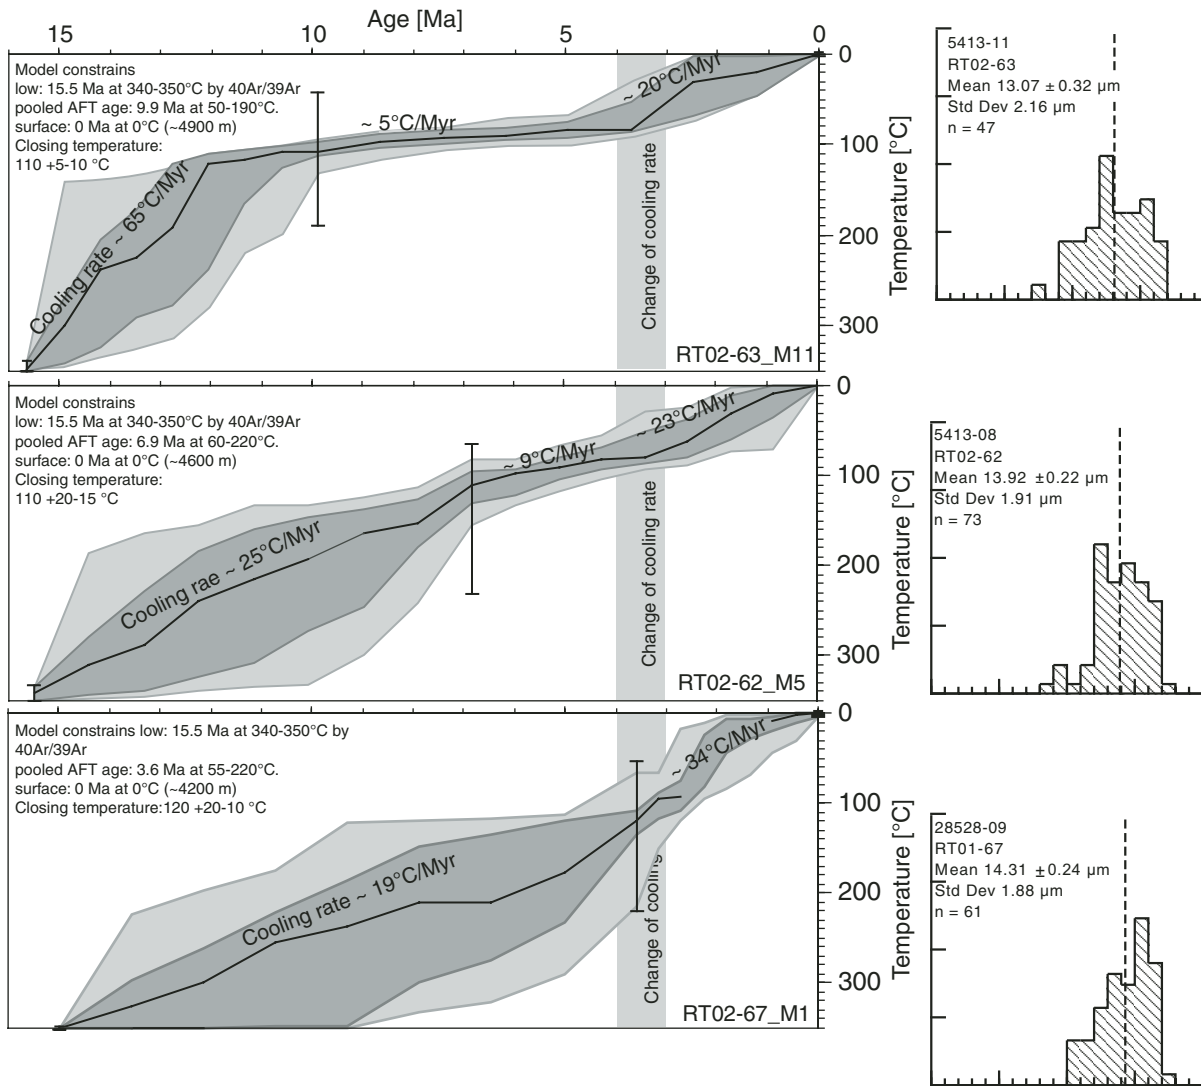 Age [Ma]
15 10 5 0
Model constrains
low: 15.5 Ma at 340-350°C by 40Ar/39Ar
pooled AFT age: 9.9 Ma at 50-190°C.
surface: 0 Ma at 0°C (~4900 m)
Closing temperature:
110 +5-10 °C
Cooling rate ~ 65°C/Myr
~ 5°C/Myr
~ 20°C/Myr
Change of cooling rate
RT02-63_M11
0
100
200
300
Temperature [°C]
5413-11
RT02-63
Mean 13.07 ±0.32 µm
Std Dev 2.16 µm
n = 47
Model constrains
low: 15.5 Ma at 340-350°C by 40Ar/39Ar
pooled AFT age: 6.9 Ma at 60-220°C.
surface: 0 Ma at 0°C (~4600 m)
Closing temperature:
110 +20-15 °C
Cooling rae ~ 25°C/Myr
~ 9°C/Myr
~ 23°C/Myr
Change of cooling rate
RT02-62_M5
0
100
200
300
Temperature [°C]
5413-08
RT02-62
Mean 13.92 ±0.22 µm
Std Dev 1.91 µm
n = 73
Model constrains low: 15.5 Ma at 340-350°C by
40Ar/39Ar
pooled AFT age: 3.6 Ma at 55-220°C.
surface: 0 Ma at 0°C (~4200 m)
Closing temperature:120 +20-10 °C
Cooling rate ~ 19°C/Myr
~ 34°C/Myr
Change of cooling
RT02-67_M1
0
100
200
300
Temperature [°C]
28528-09
RT01-67
Mean 14.31 ±0.24 µm
Std Dev 1.88 µm
n = 61